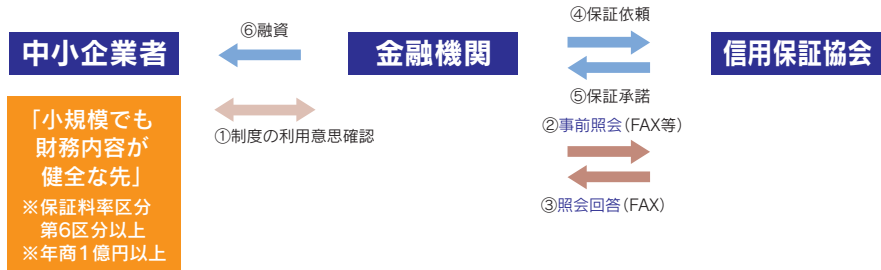 ⑥融資
④保証依頼
中小企業者
金融機関
信用保証協会
⑤保証承諾
「小規模でも
財務内容が
健全な先」
※保証料率区分
第6区分以上
※年商1億円以上
①制度の利用意思確認
②事前照会(FAX等)
③照会回答(FAX)